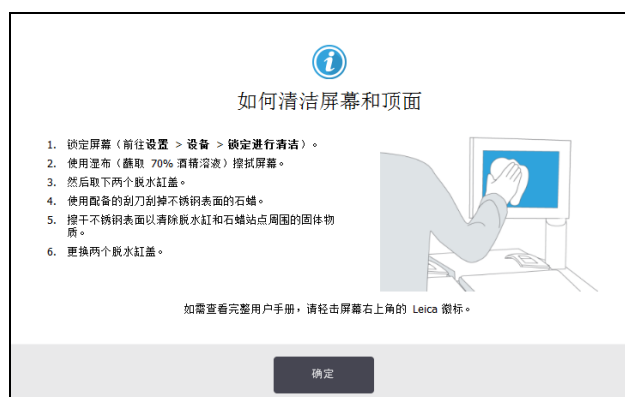 如何清洁屏幕和顶面
1. 锁定屏幕（前往设置 > 设备 > 锁定进行清洁）。
2. 使用湿布（蘸取 70% 酒精溶液）擦拭屏幕。
3. 然后取下两个脱水缸盖。
4. 使用配备的刮刀刮掉不锈钢表面的石蜡。
5. 擦干不锈钢表面以清除脱水缸和石蜡站点周围的固体物
质。
6. 更换两个脱水缸盖。
如需查看完整用户手册，请轻击屏幕右上角的 Leica 徽标。
确定